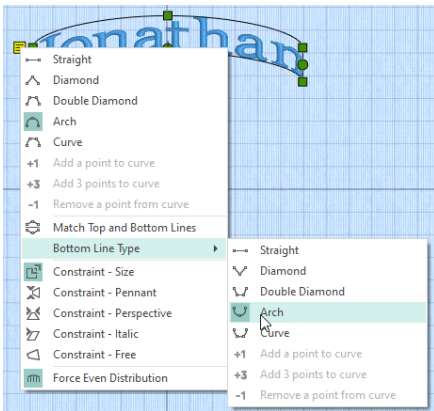 Jonathan
Straight
Diamond
Double Diamond
Arch
Curve
+1 Add a point to curve
+3 Add 3 points to curve
-1 Remove a point from curve
Match Top and Bottom Lines
Bottom Line Type
Constraint - Size
Constraint - Pennant
Constraint - Perspective
Constraint - Italic
Constraint - Free
Force Even Distribution
Straight
Diamond
Double Diamond
Arch
Curve
+1 Add a point to curve
+3 Add 3 points to curve
-1 Remove a point from curve